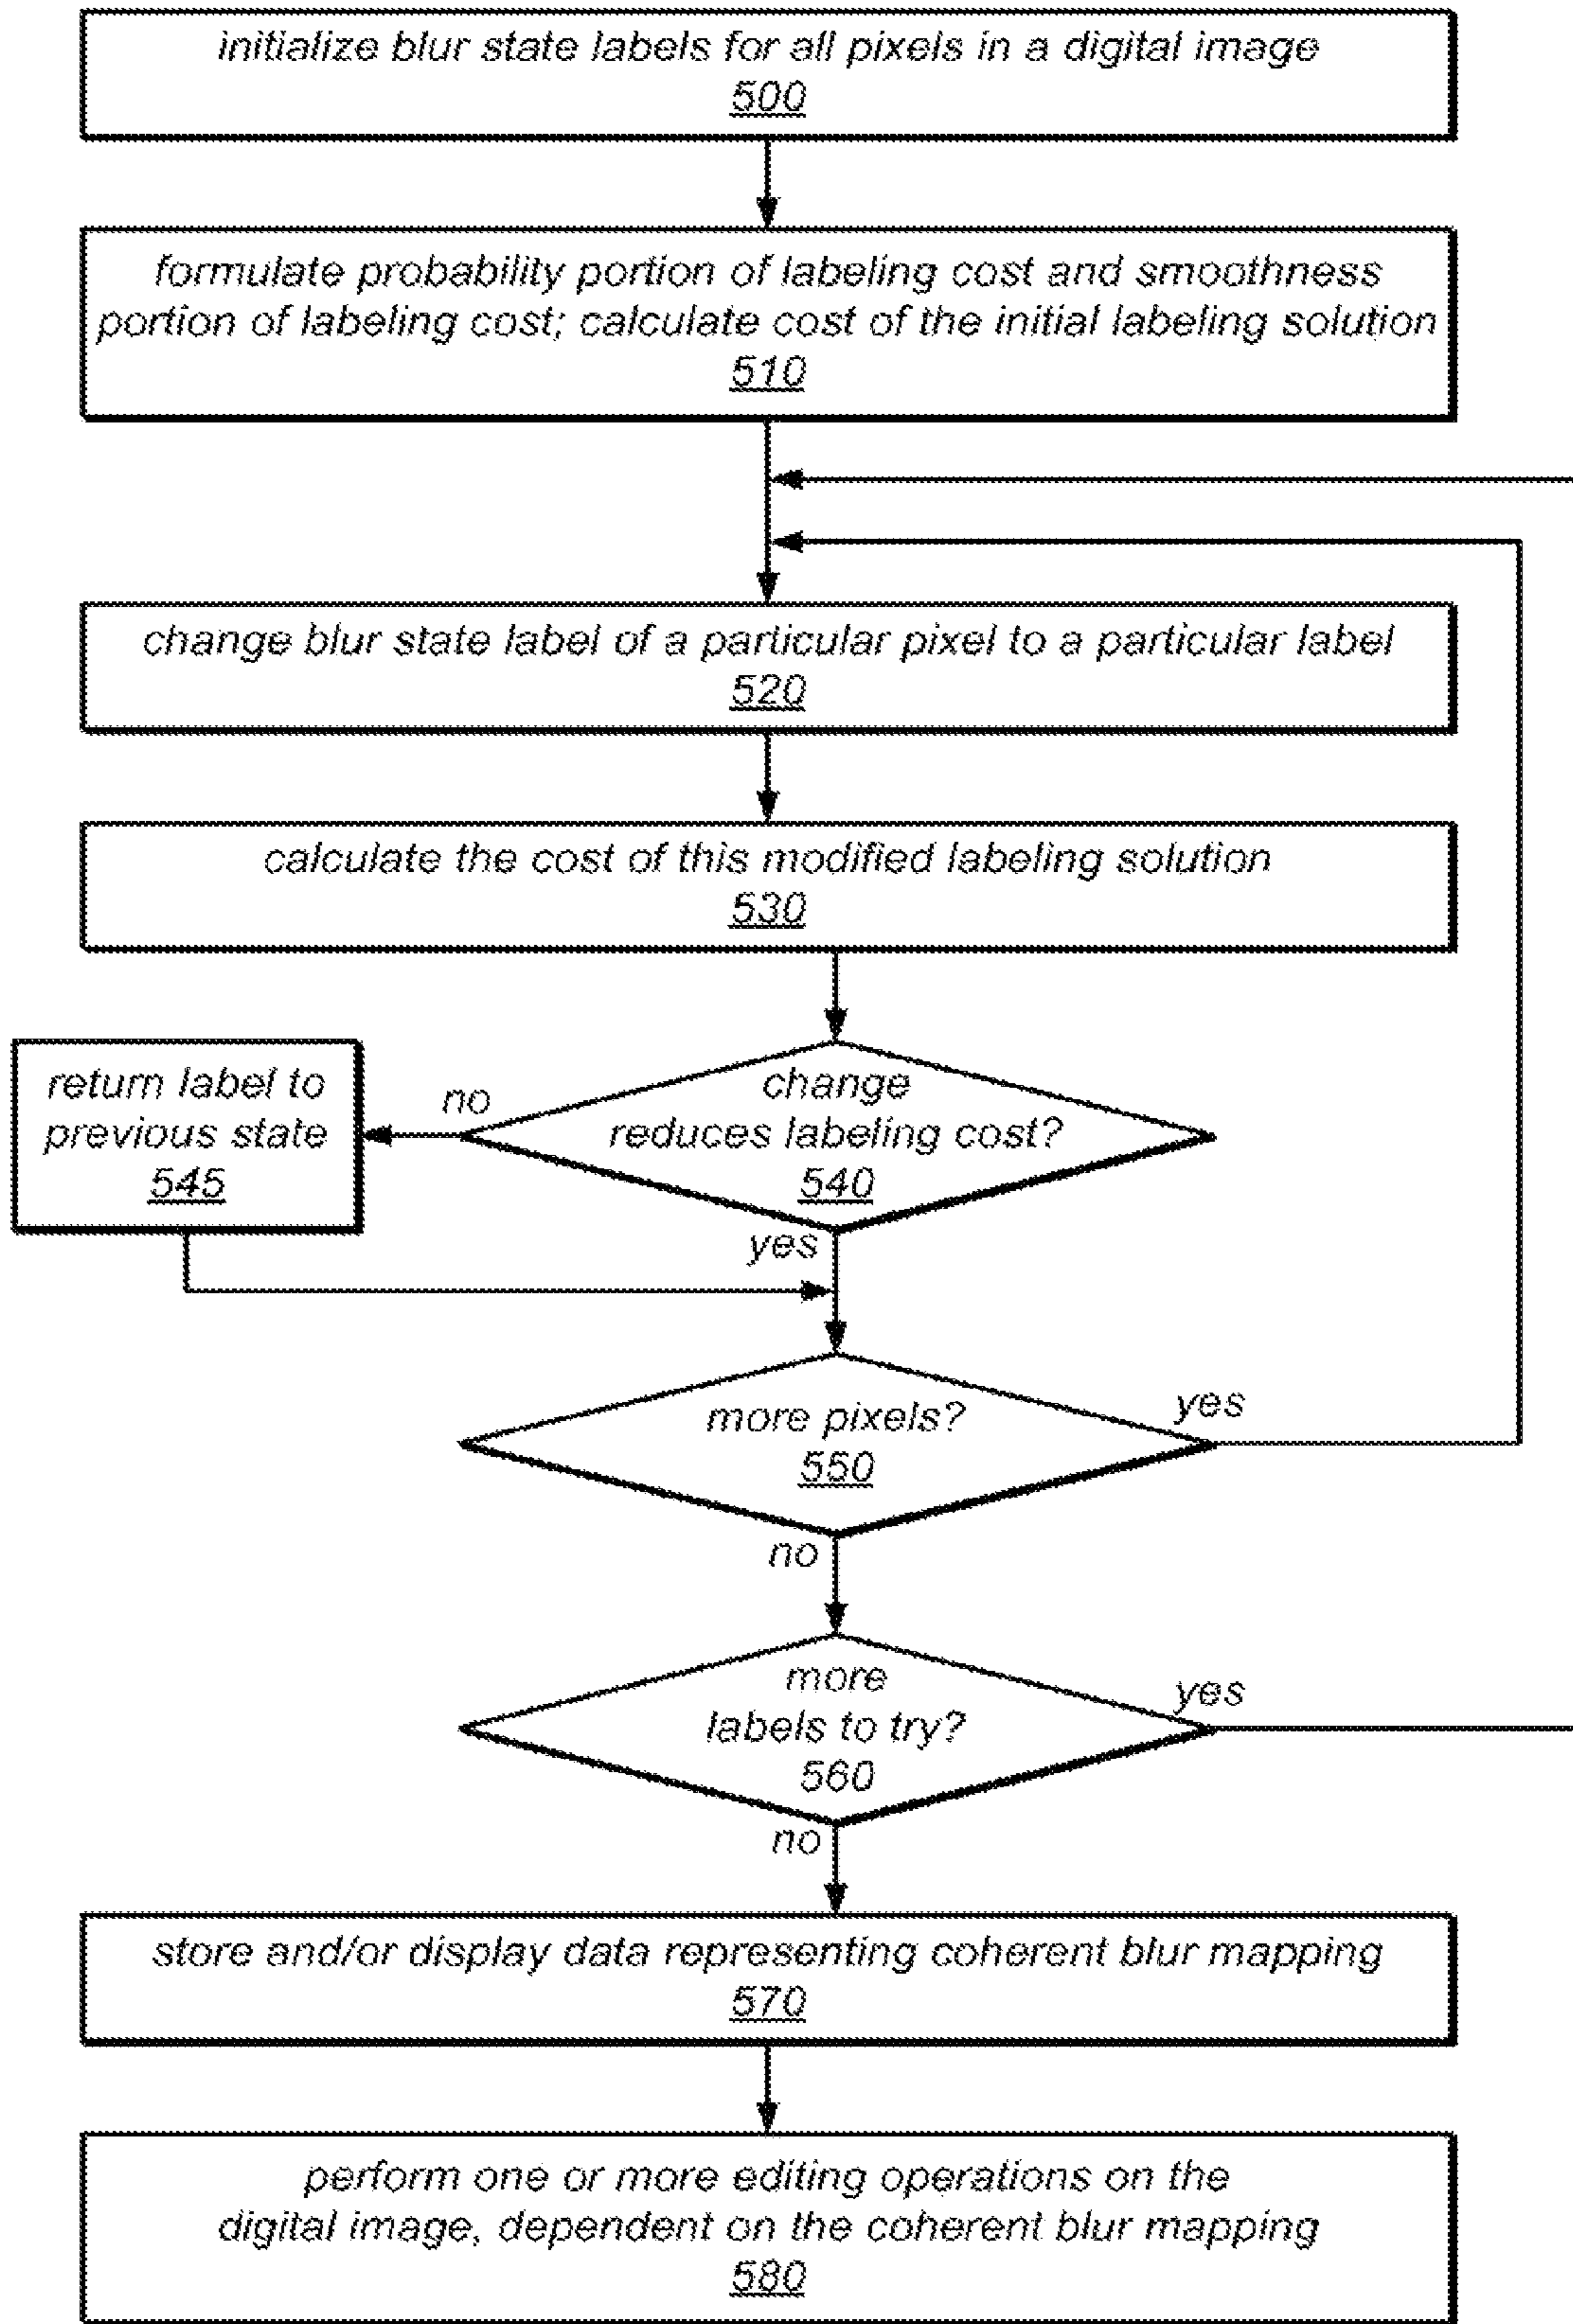 initialize blur state labels for all pixels in a digital image
500
formulate probability portion of labeling cost and smoothness
portion of labeling cost; calculate cost of the initial labeling solution
510
change blur state label of a particular pixel to a particular label
520
calculate the cost of this modified labeling solution
530
return label to
previous state
545
no
change
reduces labeling cost?
540
yes
more pixels?
550
yes
no
more
labels to try?
560
yes
no
store and/or display data representing coherent blur mapping
570
perform one or more editing operations on the
digital image, dependent on the coherent blur mapping
580